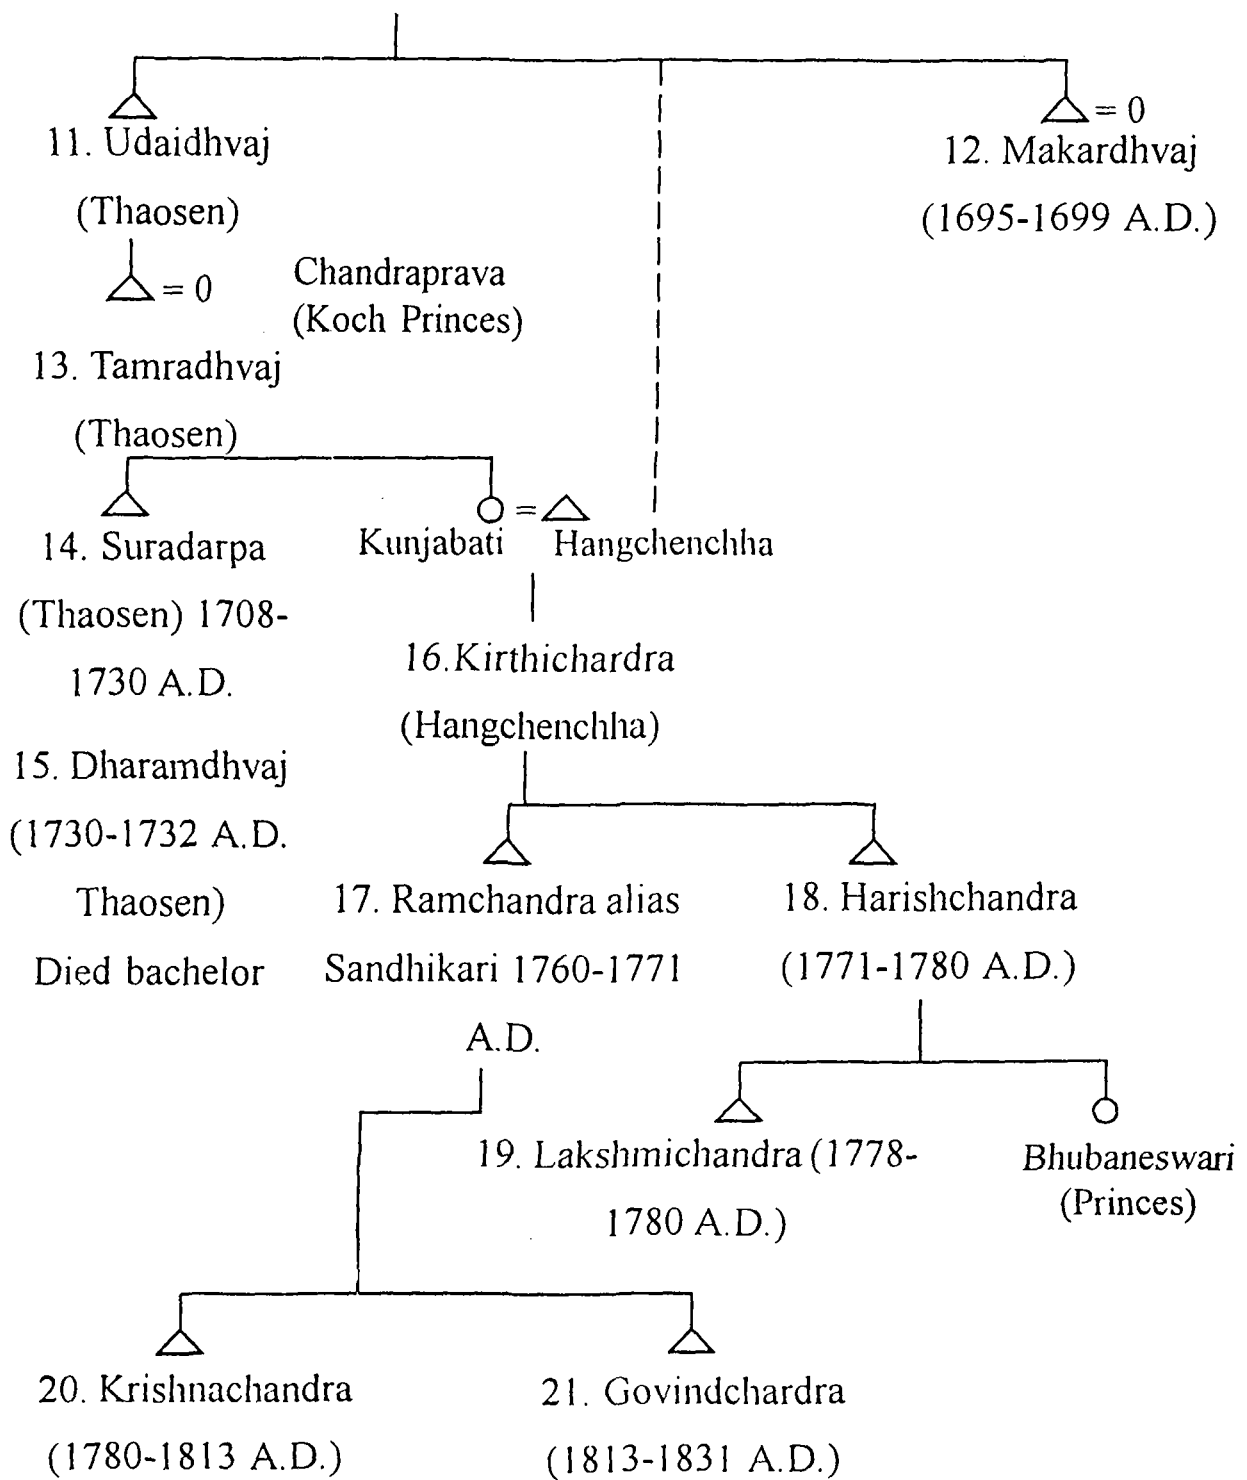 = 0
11. Udaidhvaj
12. Makardhvaj
(Thaosen)
(1695-1699 A.D.)
= 0
Chandraprava
(Koch Princes)
13. Tamradhvaj
(Thaosen)
=
14. Suradarpa
(Thaosen) 1708-
1730 A.D.
Kunjabati
Hangchenchha
16.Kirthichardra
(Hangchenchha)
15. Dharamdhvaj
(1730-1732 A.D.
Thaosen)
Died bachelor
17. Ramchandra alias
Sandhikari 1760-1771
A.D.
18. Harishchandra
(1771-1780 A.D.)
19. Lakshmichandra (1778-
1780 A.D.)
Bhubaneswari
(Princes)
20. Krishnachandra
(1780-1813 A.D.)
21. Govindchardra
(1813-1831 A.D.)